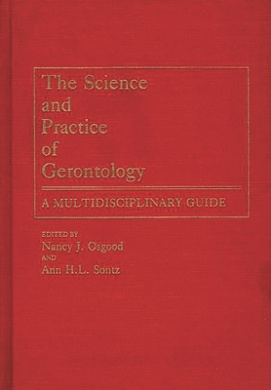 The Science
and
Practice
of
Gerontology
A MULTIDISCIPLINARY GUIDE
EDITED BY
Nancy J. Osgood
AND
Ann H.L. Sontz